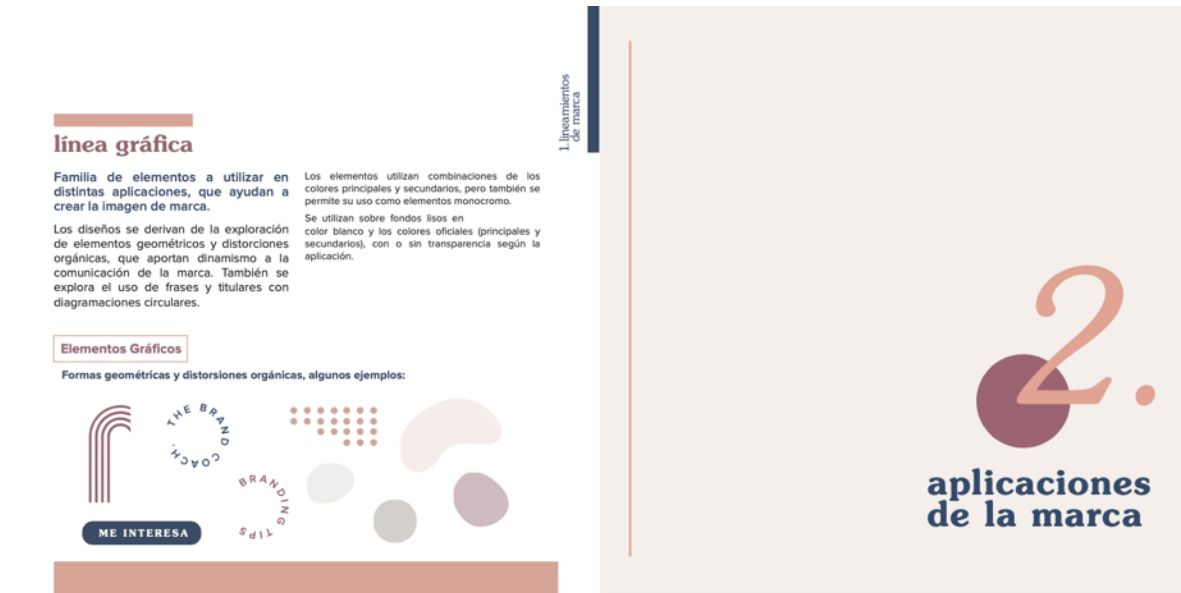 línea gráfica
Familia de elementos a utilizar en
distintas aplicaciones, que ayudan a
crear la imagen de marca.
Los diseños se derivan de la exploración
de elementos geométricos y distorciones
orgánicas, que aportan dinamismo a la
comunicación de la marca. También se
explora el uso de frases y titulares con
diagramaciones circulares.
Los elementos utilizan combinaciones de los
colores principales y secundarios, pero también se
permite su uso como elementos monocromo.
Se utilizan sobre fondos lisos en
color blanco y los colores oficiales (principales y
secundarios), con o sin transparencia según la
aplicación.
Elementos Gráficos
Formas geométricas y distorsiones orgánicas, algunos ejemplos:
THE BRAND COACH.
BRANDING TIPS
ME INTERESA
1. lineamientos
de marca
2.
aplicaciones
de la marca